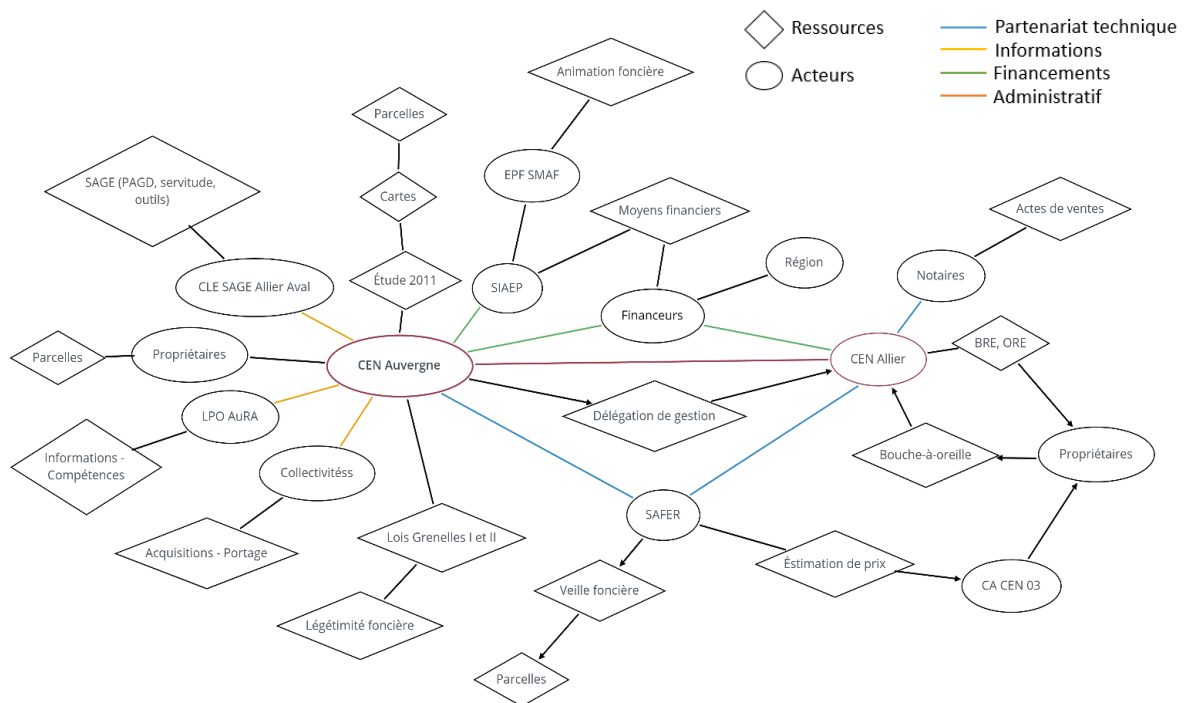 Ressources
Acteurs
Partenariat technique
Informations
Financements
Administratif
Animation foncière
Parcelles
SAGE (PAGD, servitude,
outils)
EPF SMAF
Cartes
Moyens financiers
Actes de ventes
Étude 2011
CLE SAGE Allier Aval
SIAEP
Région
Notaires
Financeurs
Parcelles
Propriétaires
CEN Auvergne
CEN Allier
BRE, ORE
LPO AuRA
Délégation de gestion
Informations -
Compétences
Collectivitéss
Bouche-à-oreille
Propriétaires
SAFER
Lois Grenelles I et II
Acquisitions - Portage
Éstimation de prix
Veille foncière
CA CEN 03
Légétimité foncière
Parcelles